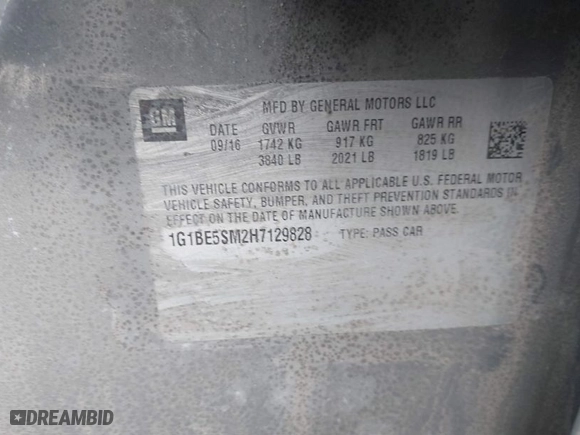 GM
MFD BY GENERAL MOTORS LLC
DATE GVWR GAWR FRT GAWR RR
09/16 1742 KG 917 KG 825 KG
3840 LB 2021 LB 1819 LB
THIS VEHICLE CONFORMS TO ALL APPLICABLE U.S. FEDERAL MOTOR
VEHICLE SAFETY, BUMPER, AND THEFT PREVENTION STANDARDS IN
EFFECT ON THE DATE OF MANUFACTURE SHOWN ABOVE.
1G1BE5SM2H7129828 TYPE: PASS CAR
DREAMBID